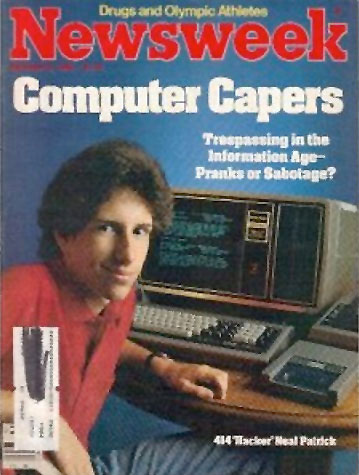 Drugs and Olympic Athletes
Newsweek
Computer Capers
Trespassing in the
Information Age—
Pranks or Sabotage?
414 'Hacker' Neal Patrick